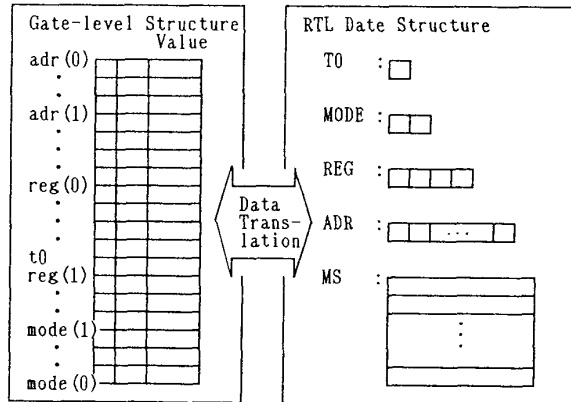 Gate-level Structure
Value
adr(0)
adr(1)
reg(0)
t0
reg(1)
mode(1)
mode(0)
Data
Trans-
lation
RTL Date Structure
T0 :
MODE :
REG :
ADR :
...
MS :